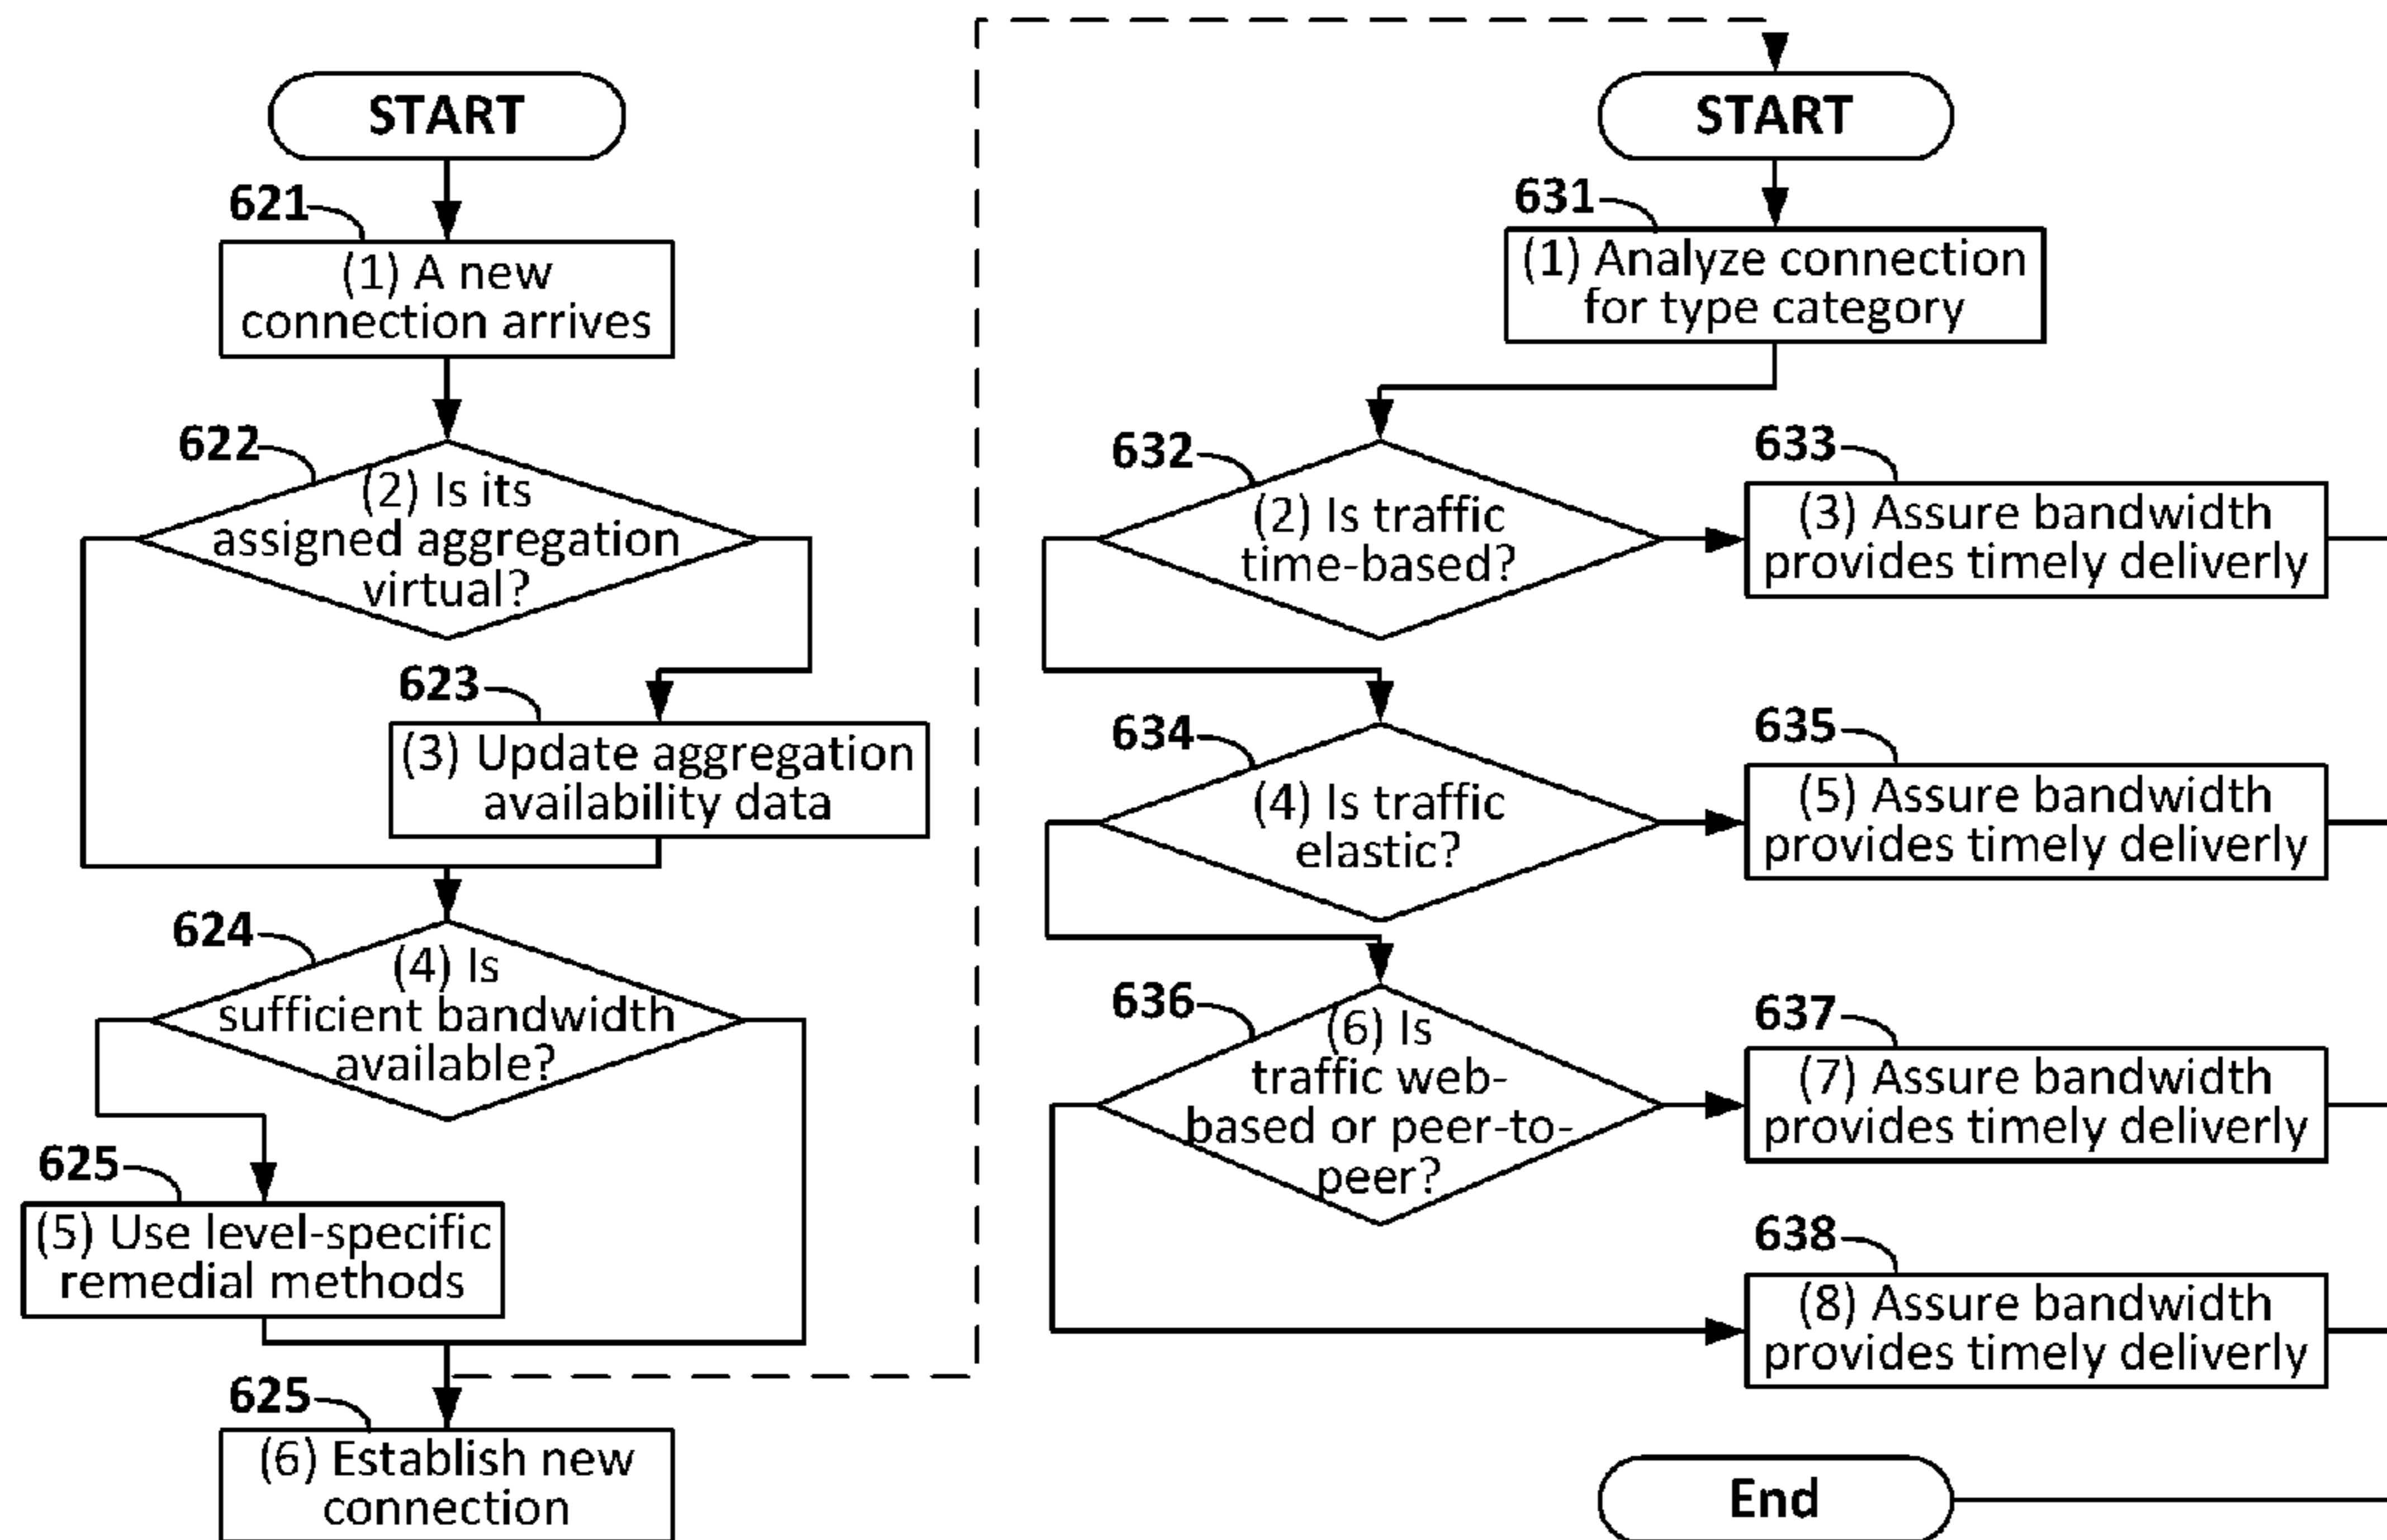 START
621
(1) A new
connection arrives
622
(2) Is its
assigned aggregation
virtual?
623
(3) Update aggregation
availability data
624
(4) Is
sufficient bandwidth
available?
625
(5) Use level-specific
remedial methods
625
(6) Establish new
connection
START
631
(1) Analyze connection
for type category
632
(2) Is traffic
time-based?
633
(3) Assure bandwidth
provides timely deliverly
634
(4) Is traffic
elastic?
635
(5) Assure bandwidth
provides timely deliverly
636
(6) Is
traffic web-
based or peer-to-
peer?
637
(7) Assure bandwidth
provides timely deliverly
638
(8) Assure bandwidth
provides timely deliverly
End